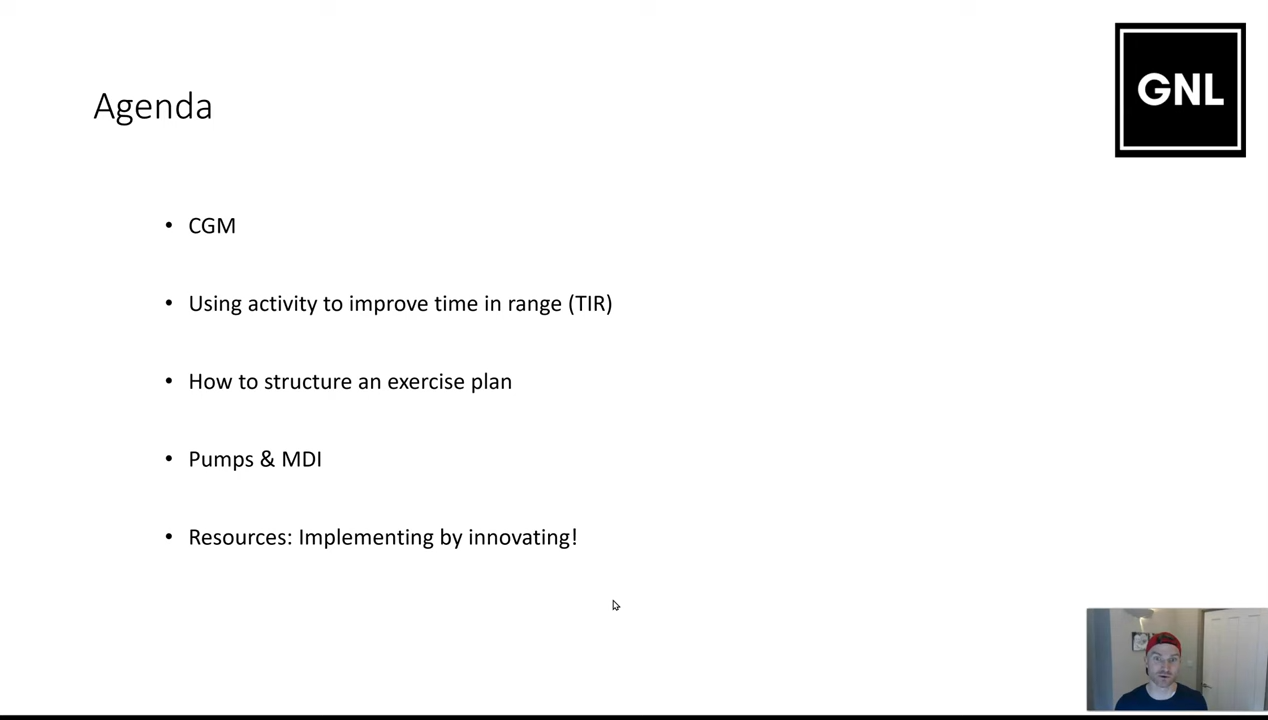 GNL
Agenda
• CGM
• Using activity to improve time in range (TIR)
• How to structure an exercise plan
• Pumps & MDI
• Resources: Implementing by innovating!